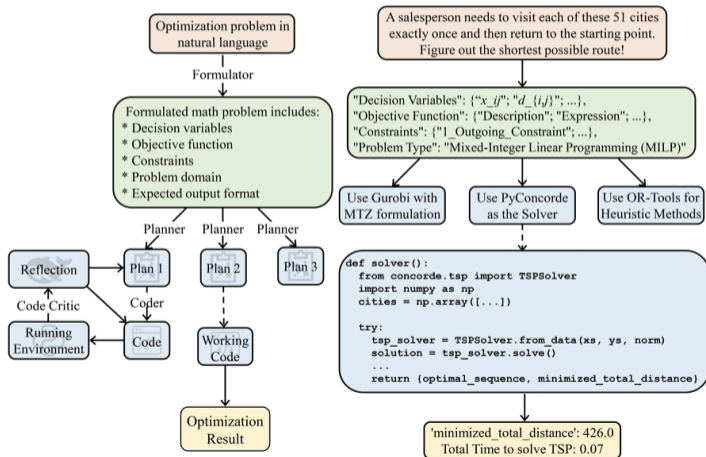 Optimization problem in
natural language
Formulator
Formulated math problem includes:
* Decision variables
* Objective function
* Constraints
* Problem domain
* Expected output format
Planner
Planner
Planner
Reflection
Plan 1
Plan 2
Plan 3
Code Critic
Coder
Running
Environment
Code
Working
Code
Optimization
Result
A salesperson needs to visit each of these 51 cities
exactly once and then return to the starting point.
Figure out the shortest possible route!
"Decision Variables": {"x_ij"; "d_{i,j}"; ...},
"Objective Function": {"Description"; "Expression"; ...},
"Constraints": {"1_Outgoing_Constraint"; ...},
"Problem Type": "Mixed-Integer Linear Programming (MILP)"
Use Gurobi with
MTZ formulation
Use PyConcorde
as the Solver
Use OR-Tools for
Heuristic Methods
def solver():
from concorde.tsp import TSPSolver
import numpy as np
cities = np.array([...])
try:
tsp_solver = TSPSolver.from_data(xs, ys, norm)
solution = tsp_solver.solve()
...
return {optimal_sequence, minimized_total_distance}
'minimized_total_distance': 426.0
Total Time to solve TSP: 0.07